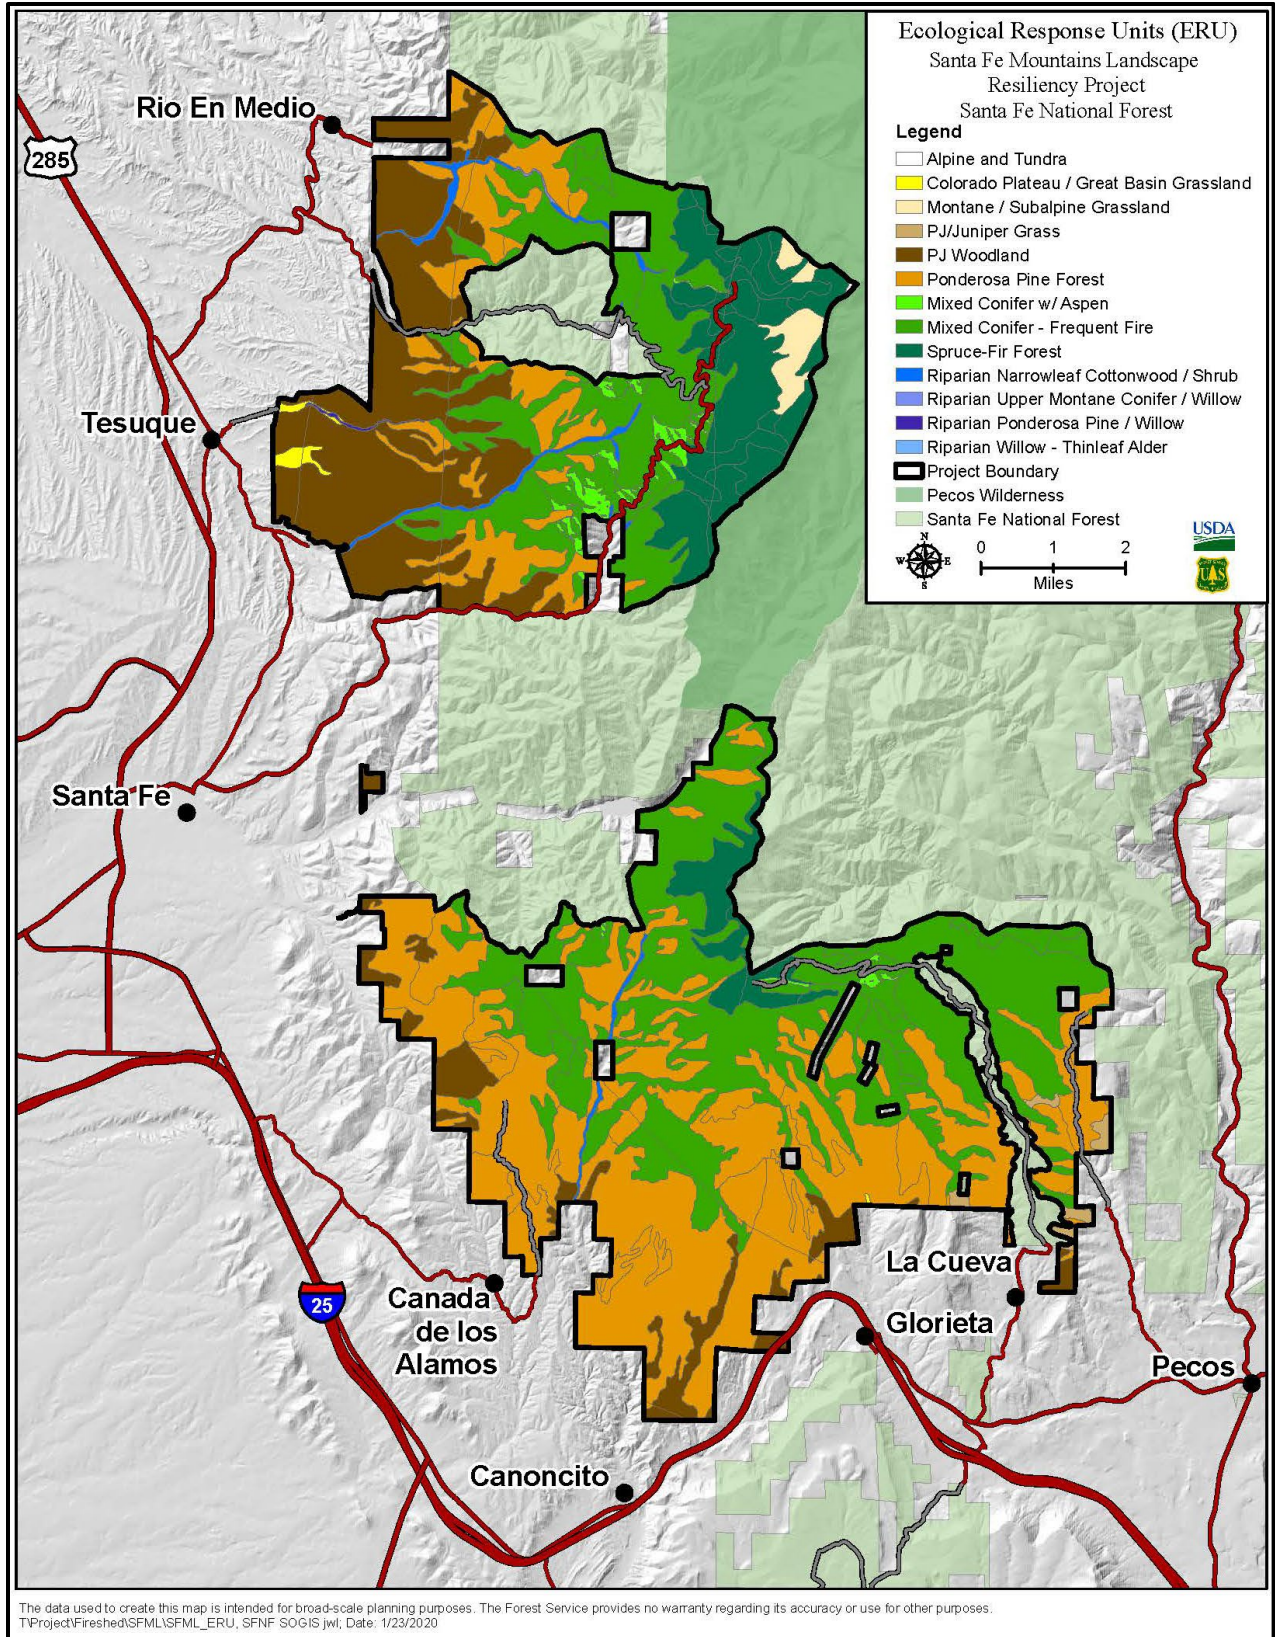 Ecological Response Units (ERU)
Santa Fe Mountains Landscape
Resiliency Project
Santa Fe National Forest
Legend
Alpine and Tundra
Colorado Plateau / Great Basin Grassland
Montane / Subalpine Grassland
PJ/Juniper Grass
PJ Woodland
Ponderosa Pine Forest
Mixed Conifer w/ Aspen
Mixed Conifer - Frequent Fire
Spruce-Fir Forest
Riparian Narrowleaf Cottonwood / Shrub
Riparian Upper Montane Conifer / Willow
Riparian Ponderosa Pine / Willow
Riparian Willow - Thinleaf Alder
Project Boundary
Pecos Wilderness
Santa Fe National Forest
N
W E
S
0 1 2
Miles
USDA
UAS
Rio En Medio
285
Tesuque
Santa Fe
25
Canada
de los
Alamos
La Cueva
Glorieta
Pecos
Canoncito
The data used to create this map is intended for broad-scale planning purposes. The Forest Service provides no warranty regarding its accuracy or use for other purposes.
T\Project\Fireshed\SFML\SFML_ERU, SFNF SOGIS jwl; Date: 1/23/2020